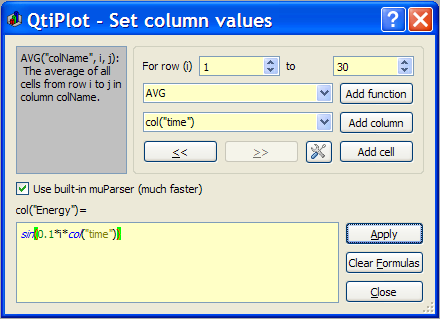 QtiPlot - Set column values
AVG("colName", i, j):
The average of all
cells from row i to j in
column colName.
For row (i) 1 to 30
AVG
Add function
col("time")
Add column
<<
>>
Add cell
Use built-in muParser (much faster)
col("Energy")=
sin(0.1*i*col("time"))
Apply
Clear Formulas
Close